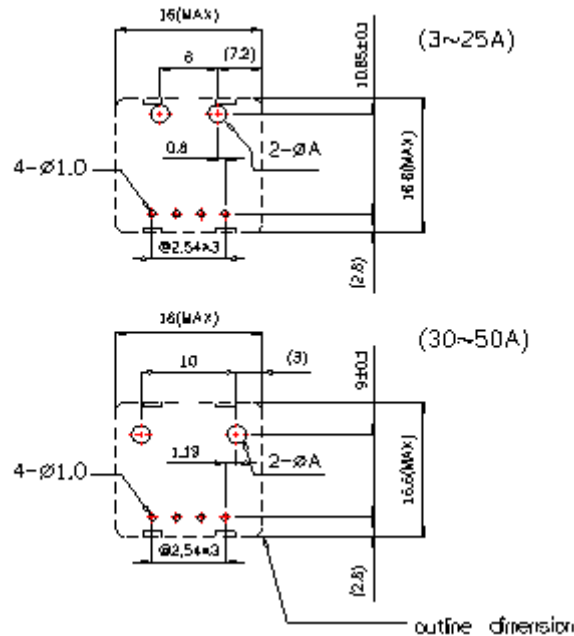 16(MAX)
(3~25A)
6
(7.2)
10.85±0.1
0.8
2-ØA
4-Ø1.0
16.6(MAX)
@2.54*3
(2.8)
16(MAX)
(30~50A)
10
(3)
9±0.1
1.19
2-ØA
4-Ø1.0
16.6(MAX)
@2.54*3
(2.8)
outline dimension